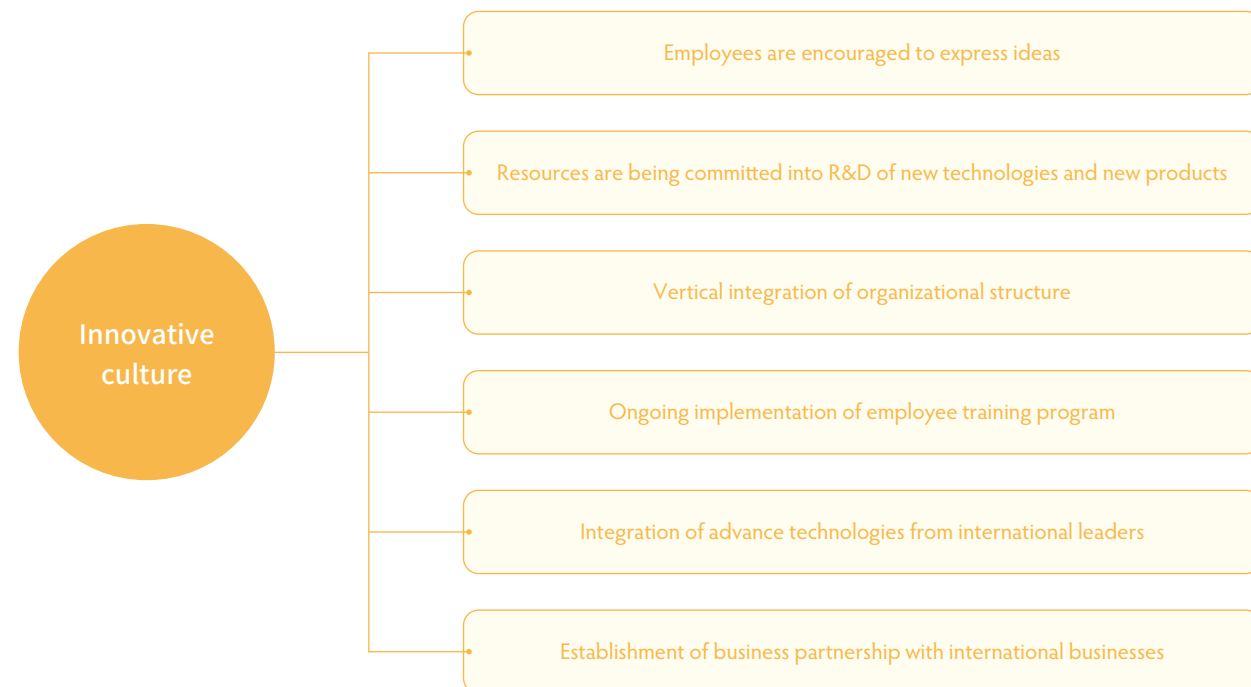 Employees are encouraged to express ideas
Resources are being committed into R&D of new technologies and new products
Vertical integration of organizational structure
Innovative
culture
Ongoing implementation of employee training program
Integration of advance technologies from international leaders
Establishment of business partnership with international businesses